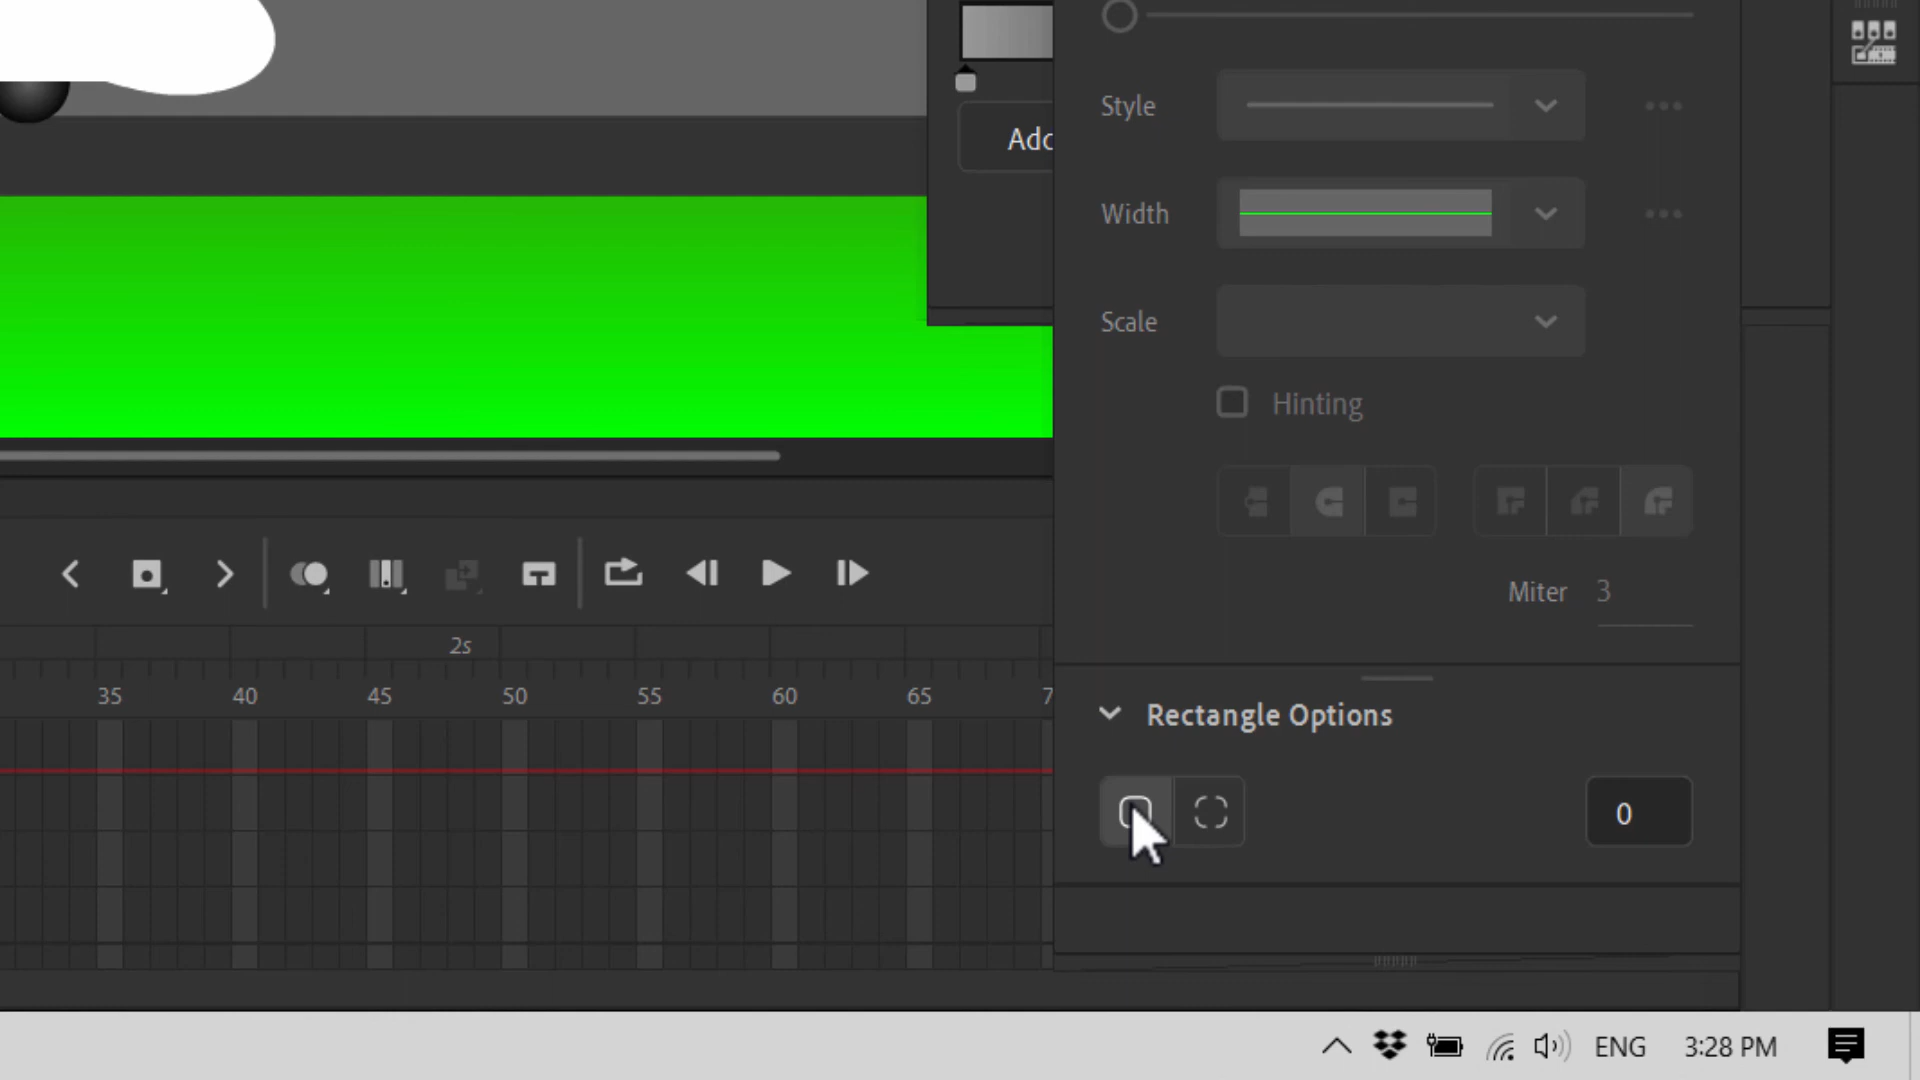 Style
Add
Width
Scale
Hinting
Miter 3
2s
35 40 45 50 55 60 65 7
Rectangle Options
0
ENG 3:28 PM